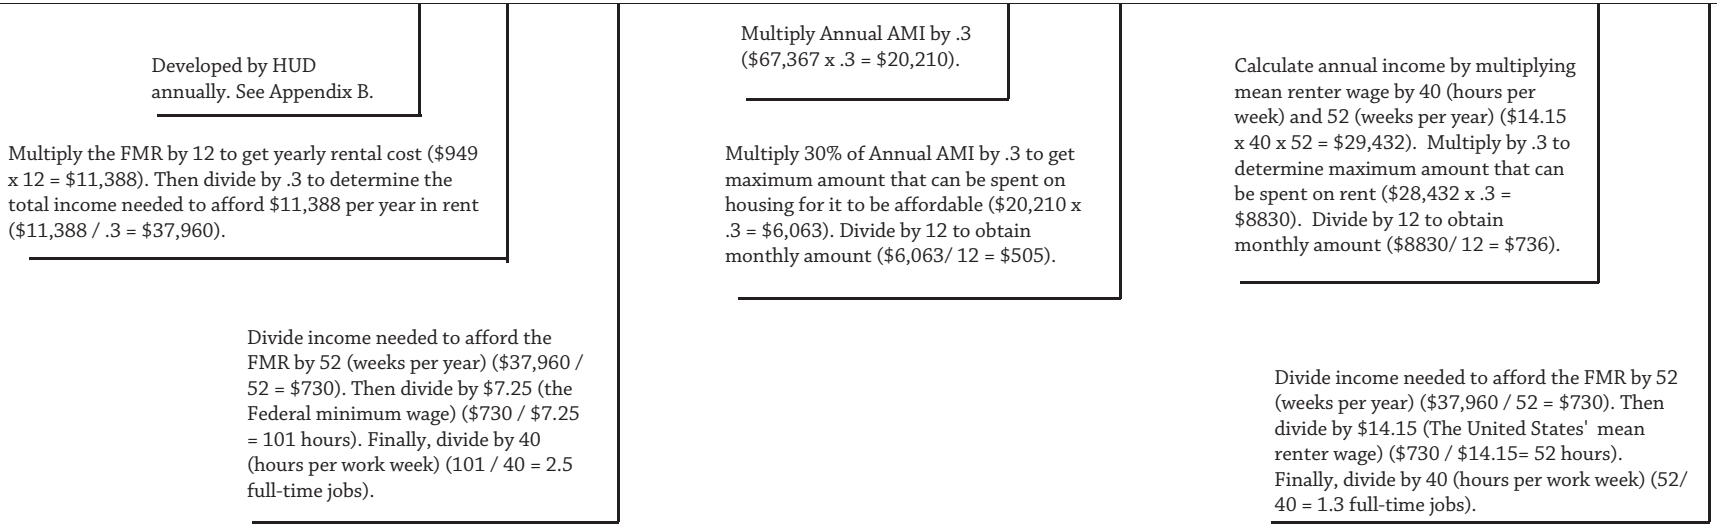 Developed by HUD
annually. See Appendix B.
Multiply the FMR by 12 to get yearly rental cost ($949
x 12 = $11,388). Then divide by .3 to determine the
total income needed to afford $11,388 per year in rent
($11,388 / .3 = $37,960).
Divide income needed to afford the
FMR by 52 (weeks per year) ($37,960 /
52 = $730). Then divide by $7.25 (the
Federal minimum wage) ($730 / $7.25
= 101 hours). Finally, divide by 40
(hours per work week) (101 / 40 = 2.5
full-time jobs).
Multiply Annual AMI by .3
($67,367 x .3 = $20,210).
Multiply 30% of Annual AMI by .3 to get
maximum amount that can be spent on
housing for it to be affordable ($20,210 x
.3 = $6,063). Divide by 12 to obtain
monthly amount ($6,063/ 12 = $505).
Calculate annual income by multiplying
mean renter wage by 40 (hours per
week) and 52 (weeks per year) ($14.15
x 40 x 52 = $29,432).  Multiply by .3 to
determine maximum amount that can
be spent on rent ($28,432 x .3 =
$8830).  Divide by 12 to obtain
monthly amount ($8830/ 12 = $736).
Divide income needed to afford the FMR by 52
(weeks per year) ($37,960 / 52 = $730). Then
divide by $14.15 (The United States'  mean
renter wage) ($730 / $14.15= 52 hours).
Finally, divide by 40 (hours per work week) (52/
40 = 1.3 full-time jobs).